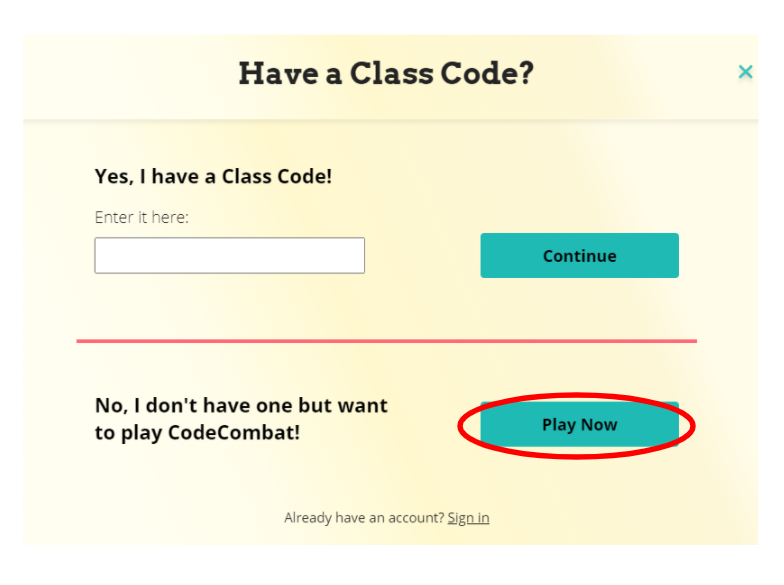 Have a Class Code?
×
Yes, I have a Class Code!
Enter it here:
Continue
No, I don't have one but want
to play CodeCombat!
Play Now
Already have an account? Sign in